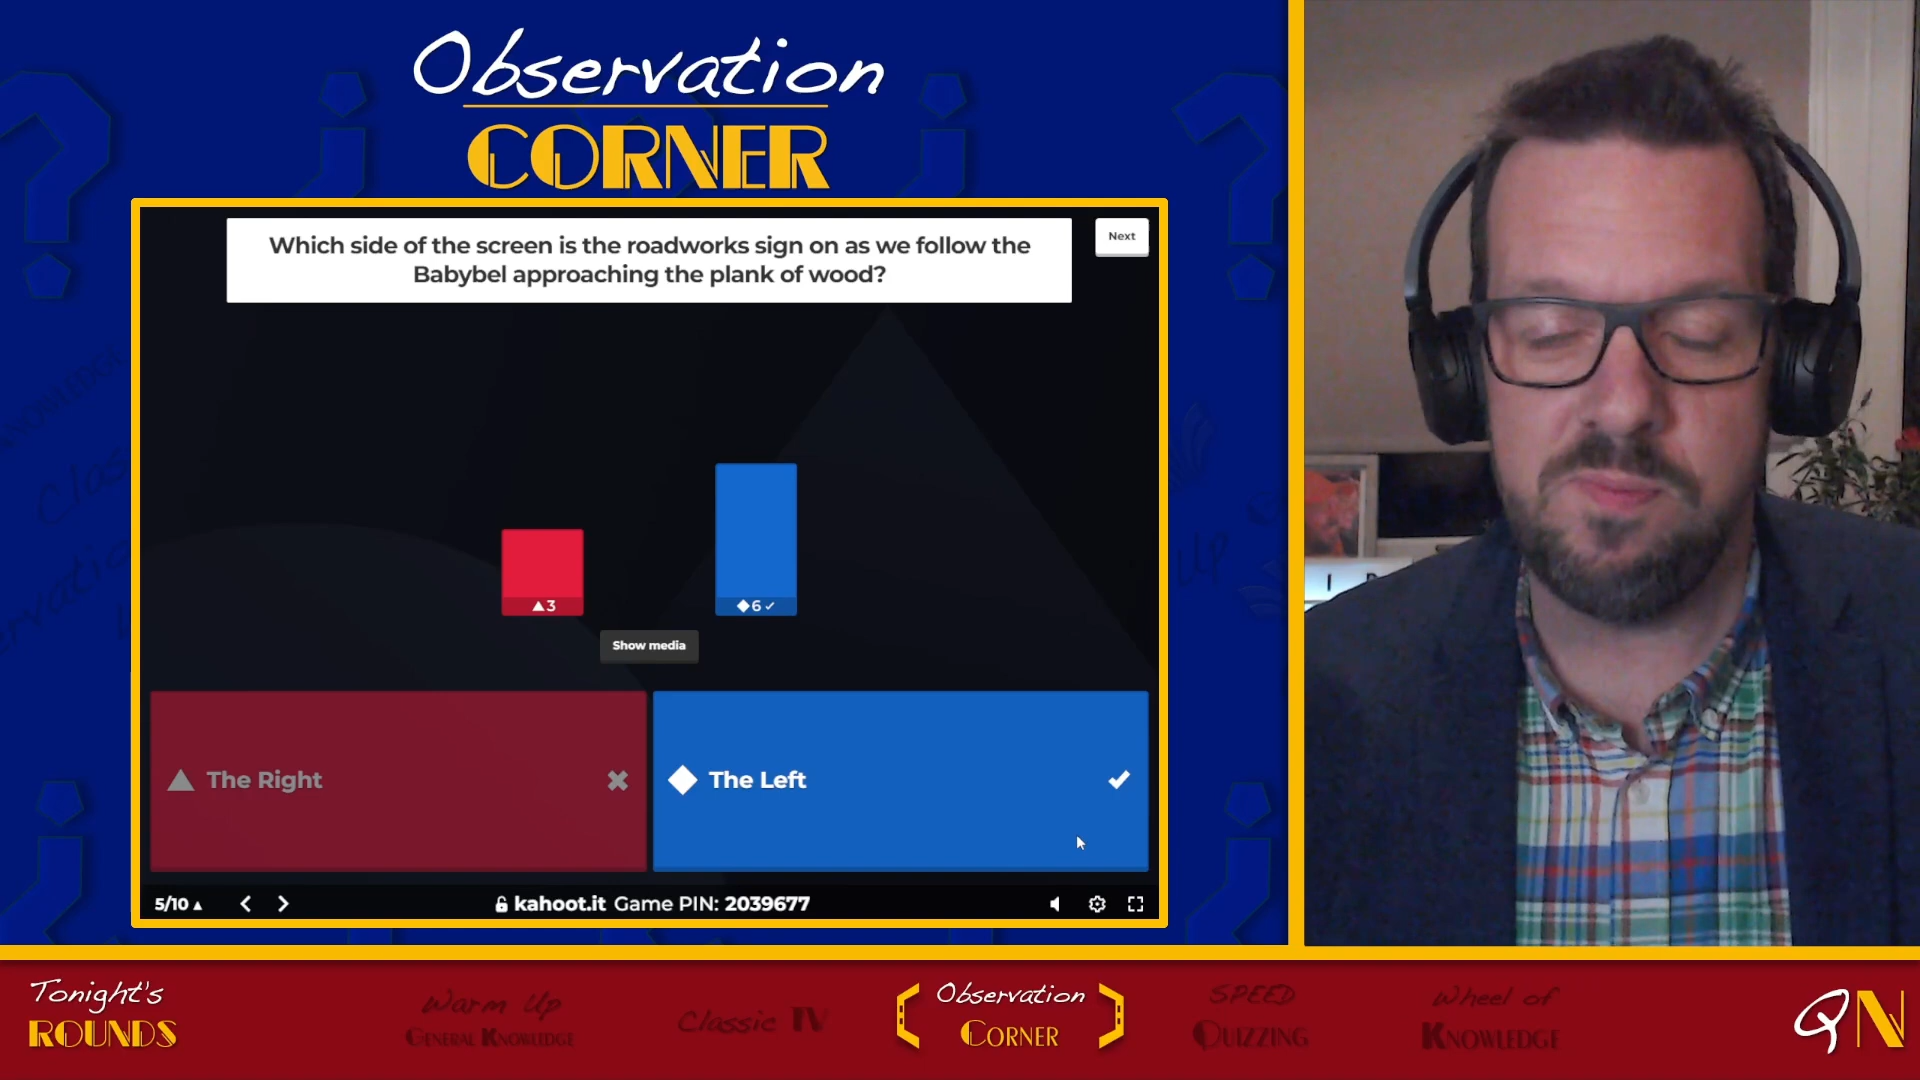 Observation
CORNER
Which side of the screen is the roadworks sign on as we follow the
Babybel approaching the plank of wood?
Next
3
6
Show media
The Right
The Left
5/10
kahoot.it Game PIN: 2039677
Tonight's
ROUNDS
Warm Up
GENERAL KNOWLEDGE
Classic TV
Observation
CORNER
SPEED
QUIZZING
Wheel of
KNOWLEDGE
QN